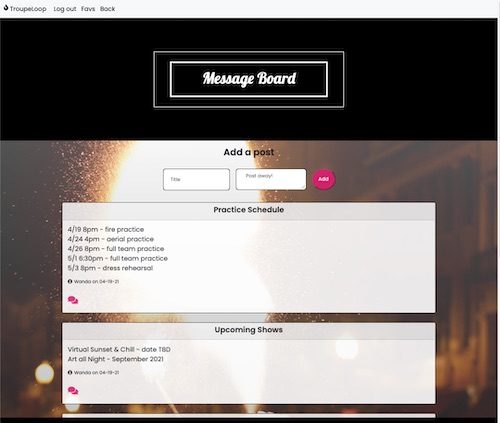 TroupeLoop Log out Favs Back
Message Board
Add a post
Title
Post away!
Add
Practice Schedule
4/19 8pm - fire practice
4/24 4pm - aerial practice
4/26 8pm - full team practice
5/1 6:30pm - full team practice
5/3 8pm - dress rehearsal
Wanda on 04-19-21
Upcoming Shows
Virtual Sunset & Chill - date TBD
Art all Night - September 2021
Wanda on 04-19-21